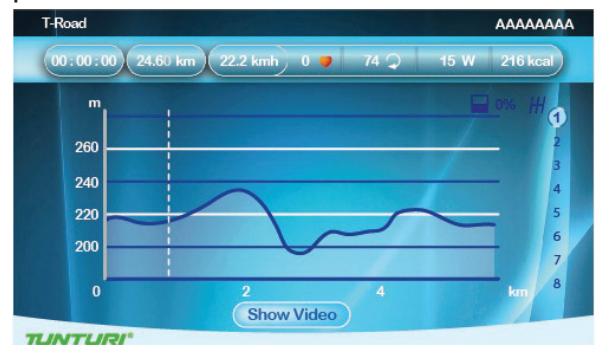 T-Road AAAAAAAA
00:00:00 24.60 km 22.2 kmh 0 74 15 W 216 kcal
m 0% 1
2
260 3
240 4
220 5
6
200 7
8
0 2 4 km
Show Video
TUNTURI®